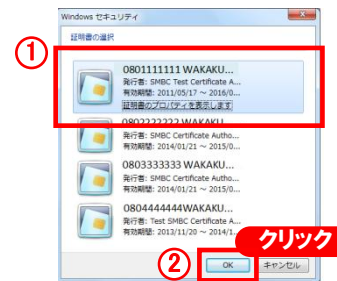 Windows セキュリティ
証明書の選択
①
0801111111 WAKAKU...
発行者: SMBC Test Certificate A...
有効期間: 2011/05/17 ～ 2016/0...
証明書のプロパティを表示します
0802222222 WAKAKU...
発行者: SMBC Certificate Autho...
有効期間: 2014/01/21 ～ 2015/0...
0803333333 WAKAKU...
発行者: SMBC Certificate Autho...
有効期間: 2014/01/21 ～ 2015/0...
0804444444WAKAKU...
発行者: Test SMBC Certificate A...
有効期間: 2013/11/20 ～ 2014/1...
クリック
②
OK
キャンセル